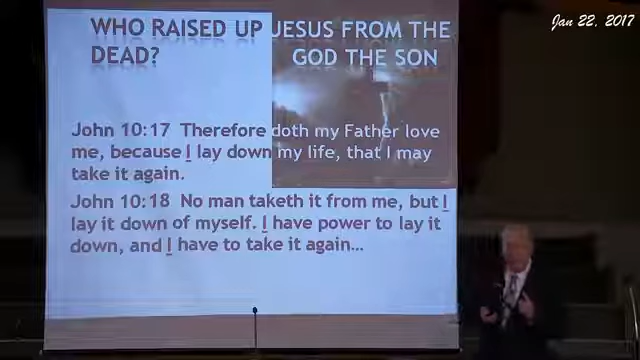 Jan 22, 2017
WHO RAISED UP JESUS FROM THE
DEAD? GOD THE SON
John 10:17 Therefore doth my Father love
me, because I lay down my life, that I may
take it again.
John 10:18 No man taketh it from me, but I
lay it down of myself. I have power to lay it
down, and I have to take it again...